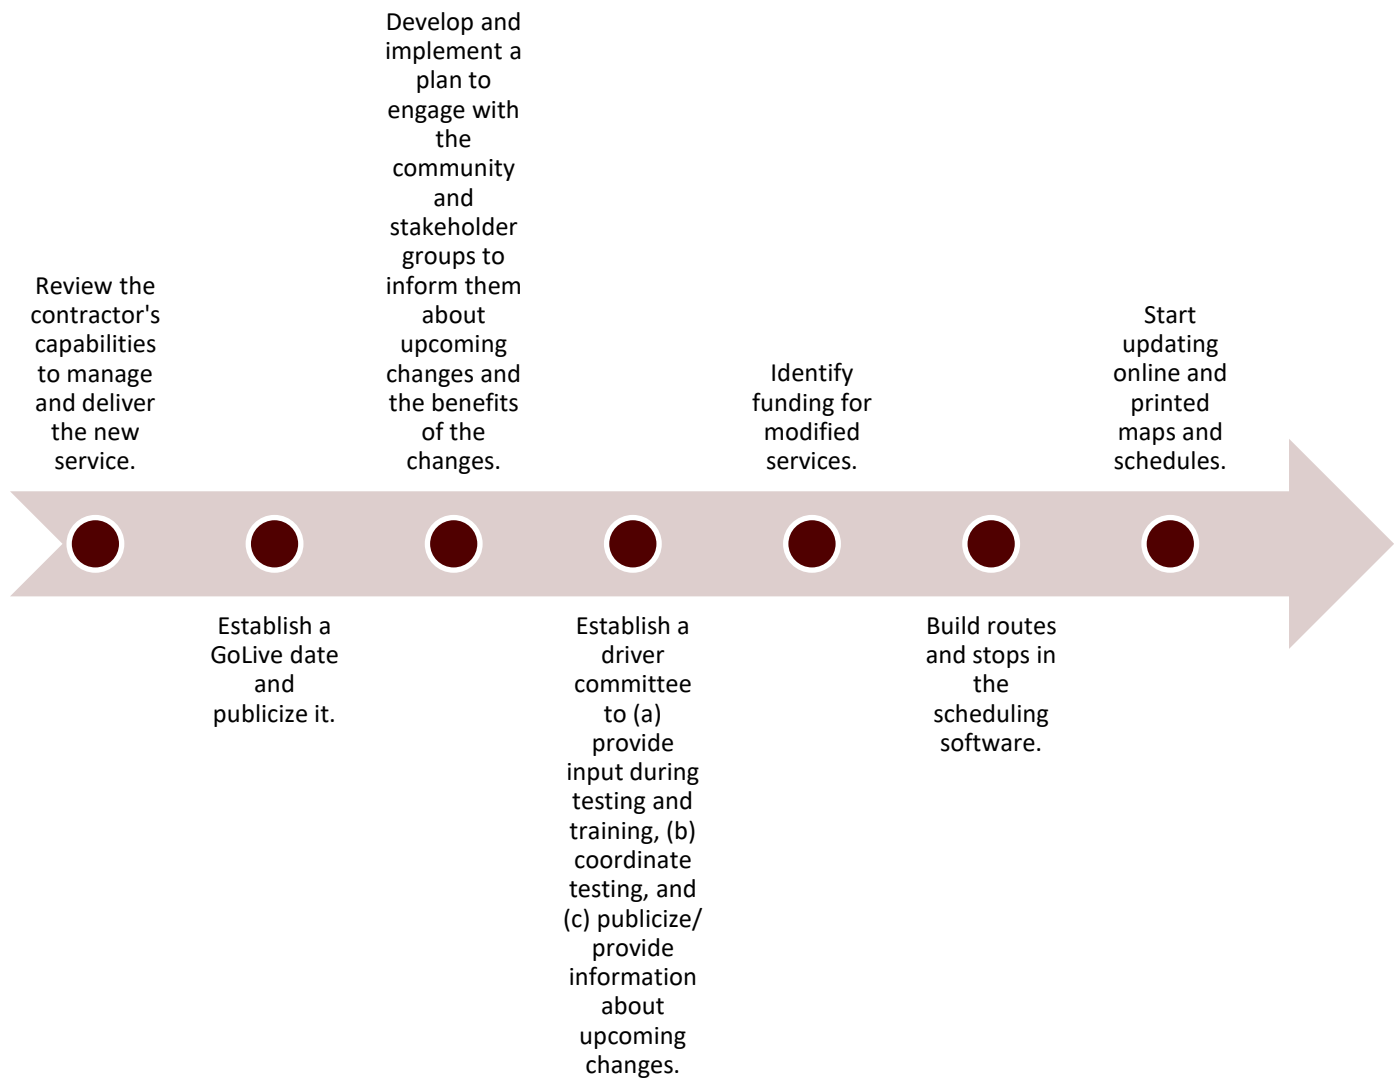 Review the
contractor's
capabilities
to manage
and deliver
the new
service.
Establish a
GoLive date
and
publicize it.
Develop and
implement a
plan to
engage with
the
community
and
stakeholder
groups to
inform them
about
upcoming
changes and
the benefits
of the
changes.
Establish a
driver
committee
to (a)
provide
input during
testing and
training, (b)
coordinate
testing, and
(c) publicize/
provide
information
about
upcoming
changes.
Identify
funding for
modified
services.
Build routes
and stops in
the
scheduling
software.
Start
updating
online and
printed
maps and
schedules.